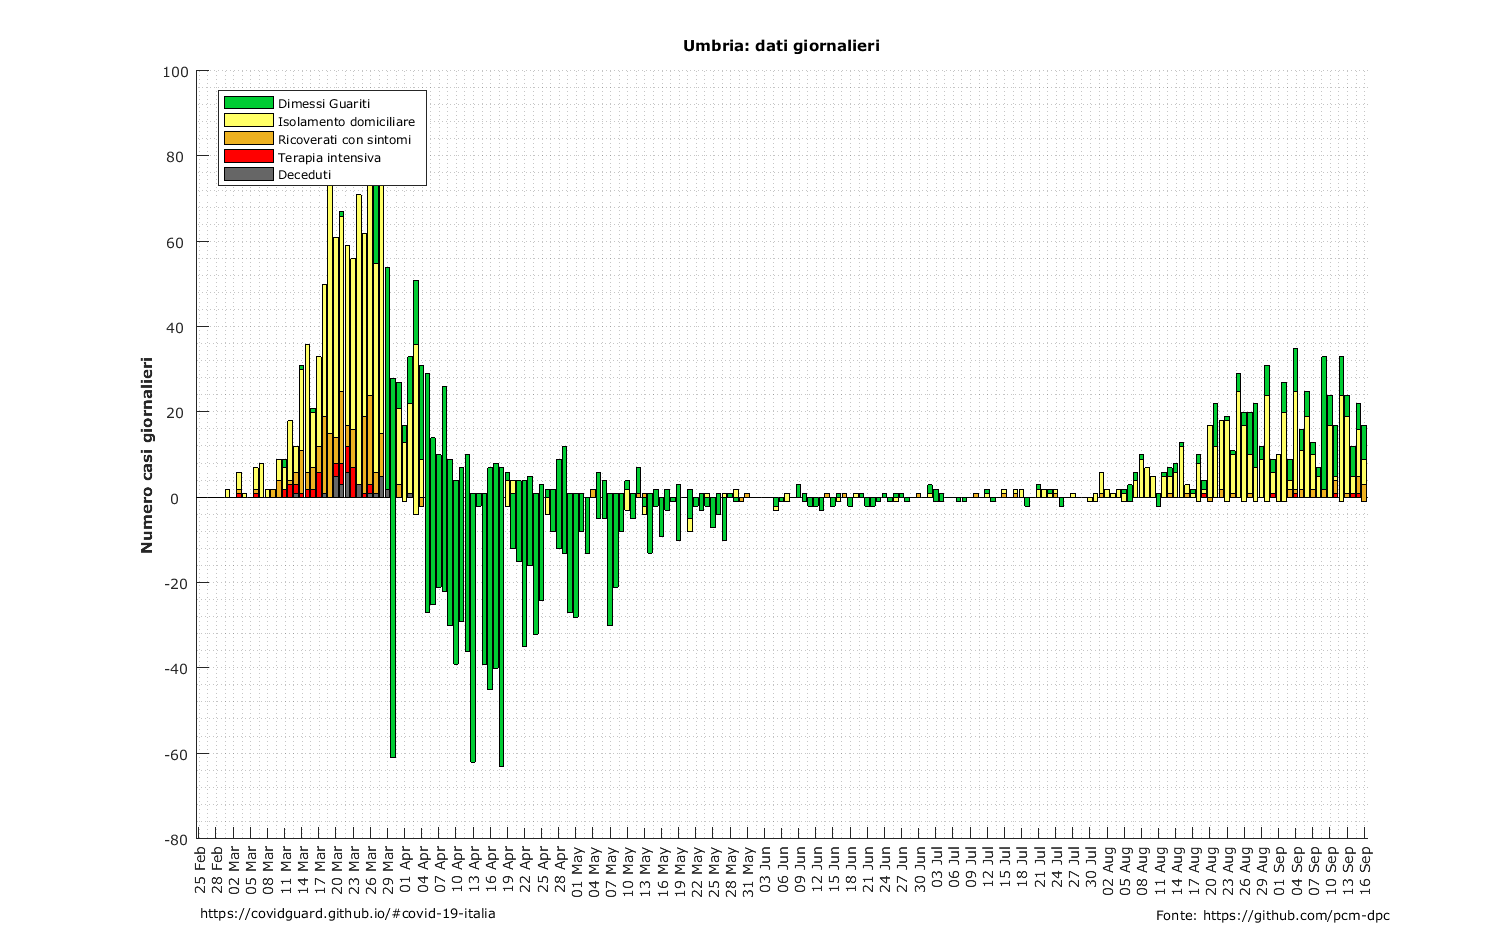 Umbria: dati giornalieri
100
80
60
40
20
0
-20
-40
-60
-80
Numero casi giornalieri
Dimessi Guariti
Isolamento domiciliare
Ricoverati con sintomi
Terapia intensiva
Deceduti
25 Feb
28 Feb
02 Mar
05 Mar
08 Mar
11 Mar
14 Mar
17 Mar
20 Mar
23 Mar
26 Mar
29 Mar
01 Apr
04 Apr
07 Apr
10 Apr
13 Apr
16 Apr
19 Apr
22 Apr
25 Apr
28 Apr
01 May
04 May
07 May
10 May
13 May
16 May
19 May
22 May
25 May
28 May
31 May
03 Jun
06 Jun
09 Jun
12 Jun
15 Jun
18 Jun
21 Jun
24 Jun
27 Jun
30 Jun
03 Jul
06 Jul
09 Jul
12 Jul
15 Jul
18 Jul
21 Jul
24 Jul
27 Jul
30 Jul
02 Aug
05 Aug
08 Aug
11 Aug
14 Aug
17 Aug
20 Aug
23 Aug
26 Aug
29 Aug
01 Sep
04 Sep
07 Sep
10 Sep
13 Sep
16 Sep
https://covidguard.github.io/#covid-19-italia
Fonte: https://github.com/pcm-dpc